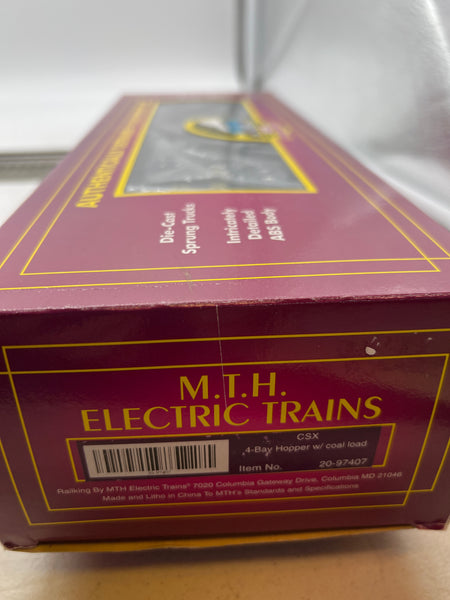 Die-Cast
Sprung Trucks
Intricately
Detailed
ABS Body
M.T.H.
ELECTRIC TRAINS
CSX
4-Bay Hopper w/ coal load
Item No. 20-97407
RailKing By MTH Electric Trains® 7020 Columbia Gateway Drive, Columbia MD 21046
Made and Litho in China To MTH's Standards and Specifications